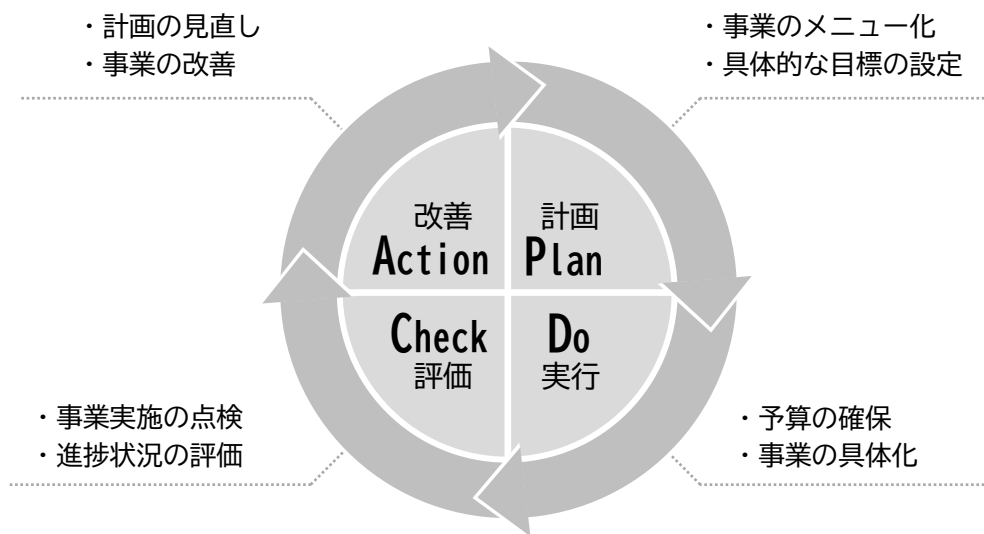 ・計画の見直し
・事業の改善
・事業のメニュー化
・具体的な目標の設定
改善
Action
計画
Plan
Check
評価
Do
実行
・事業実施の点検
・進捗状況の評価
・予算の確保
・事業の具体化